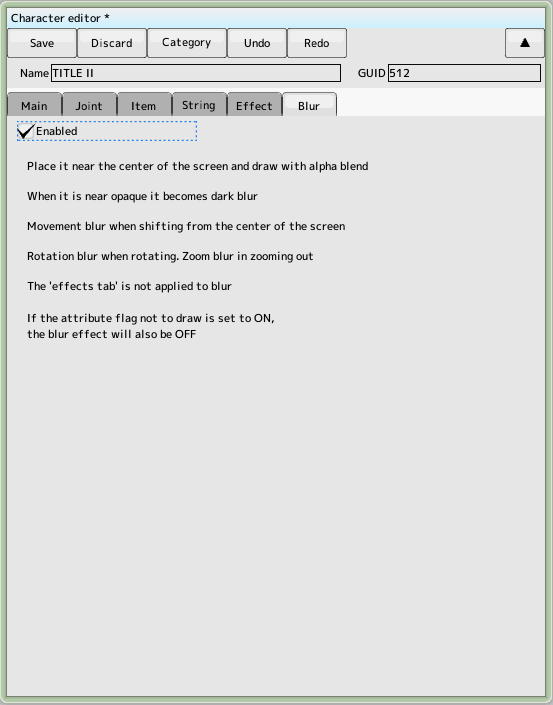 Character editor *
Save Discard Category Undo Redo ▲
Name TITLE II GUID 512
Main Joint Item String Effect Blur
Enabled
Place it near the center of the screen and draw with alpha blend
When it is near opaque it becomes dark blur
Movement blur when shifting from the center of the screen
Rotation blur when rotating. Zoom blur in zooming out
The 'effects tab' is not applied to blur
If the attribute flag not to draw is set to ON,
the blur effect will also be OFF